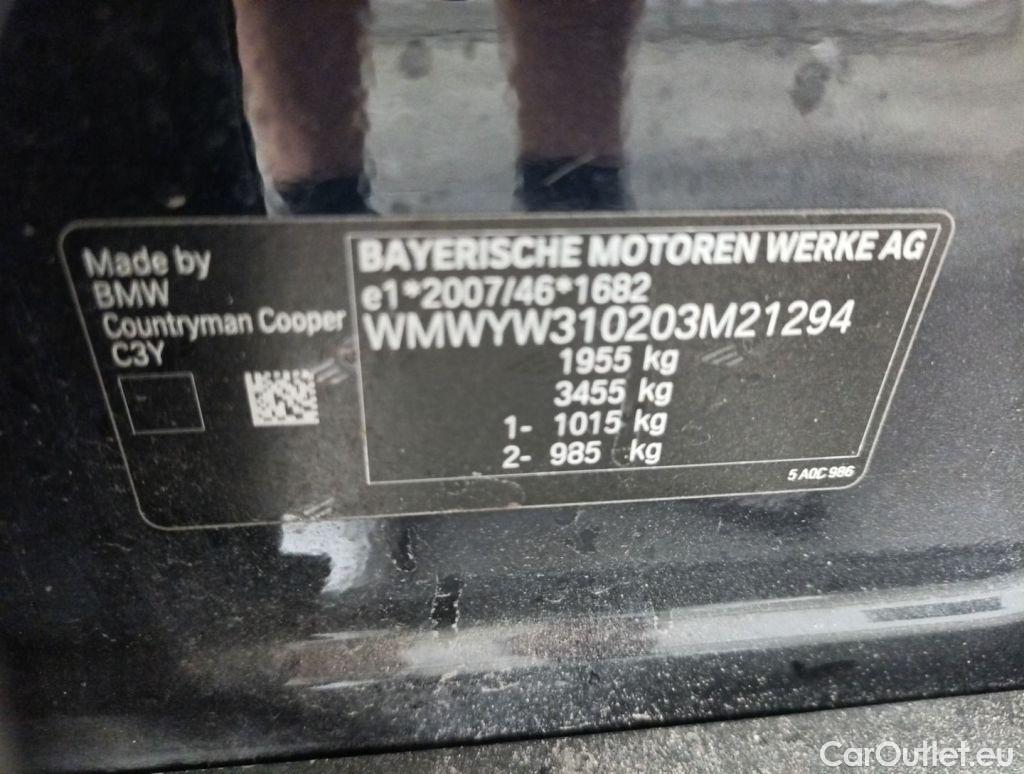 Made by
BMW
Countryman Cooper
C3Y
BAYERISCHE MOTOREN WERKE AG
e1*2007/46*1682
WMWYW310203M21294
1955 kg
3455 kg
1- 1015 kg
2- 985 kg
5 A0C 986
CarOutlet.eu